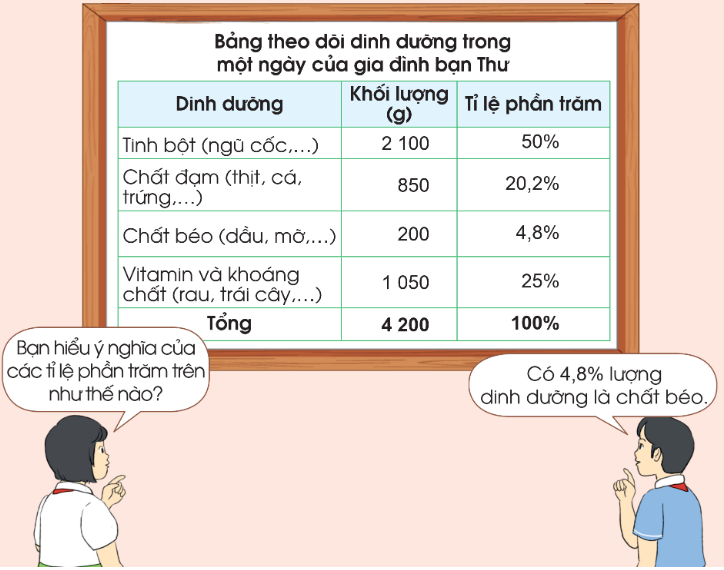 Bảng theo dõi dinh dưỡng trong
một ngày của gia đình bạn Thư
Dinh dưỡng
Khối lượng
(g)
Tỉ lệ phần trăm
Tinh bột (ngũ cốc,...)
2 100
50%
Chất đạm (thịt, cá,
trứng,...)
850
20,2%
Chất béo (dầu, mỡ,...)
200
4,8%
Vitamin và khoáng
chất (rau, trái cây,...)
1 050
25%
Tổng
4 200
100%
Bạn hiểu ý nghĩa của
các tỉ lệ phần trăm trên
như thế nào?
Có 4,8% lượng
dinh dưỡng là chất béo.